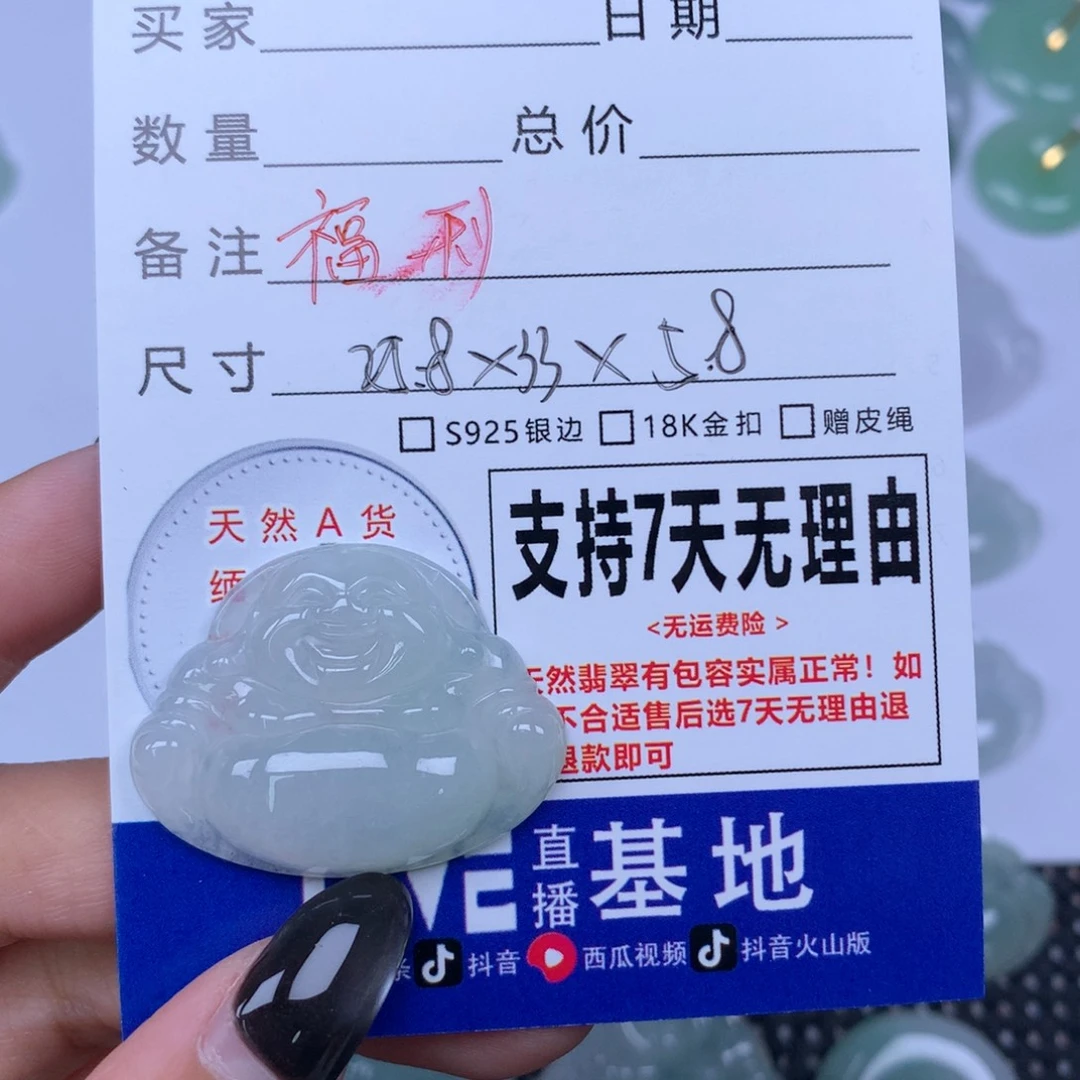 买家 日期
数量 总价
备注 福利
尺寸 ×33×5.8
S925银边 18K金扣 赠皮绳
天然A货
缅
支持7天无理由
<无运费险>
天然翡翠有包容实属正常！如
不合适售后选7天无理由退
退款即可
直播基地
抖音 西瓜视频 抖音火山版